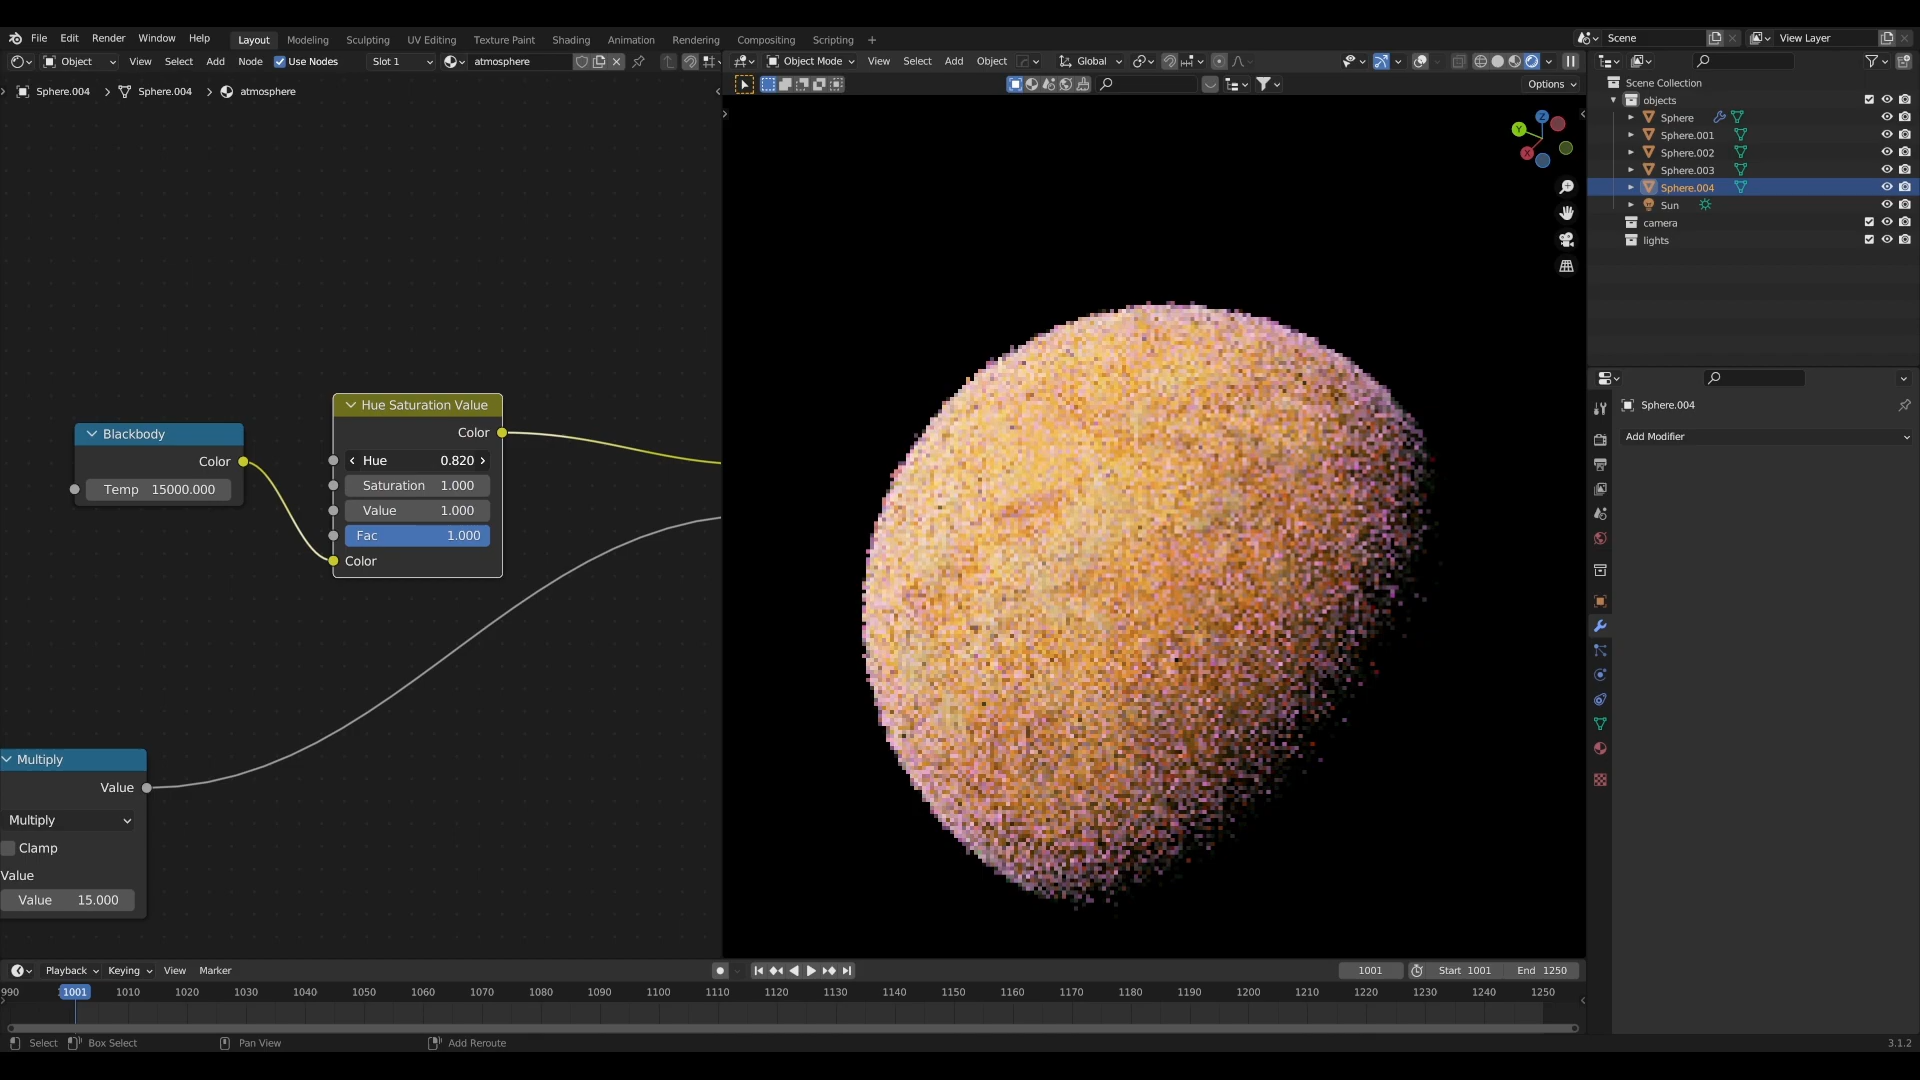 File Edit Render Window Help Layout Modeling Sculpting UV Editing Texture Paint Shading Animation Rendering Compositing Scripting + Scene View Layer
Object View Select Add Node Use Nodes Slot 1 atmosphere Object Mode View Select Add Object Global
Options
Sphere.004 > Sphere.004 > atmosphere
Scene Collection
objects
Sphere
Sphere.001
Sphere.002
Sphere.003
Sphere.004
Sun
camera
lights
Z
Y
X
Sphere.004
Add Modifier
Blackbody
Color
Temp 15000.000
Hue Saturation Value
Color
Hue 0.820
Saturation 1.000
Value 1.000
Fac 1.000
Color
Multiply
Value
Multiply
Clamp
Value
Value 15.000
Playback Keying View Marker 1001 Start 1001 End 1250
990 1001 1010 1020 1030 1040 1050 1060 1070 1080 1090 1100 1110 1120 1130 1140 1150 1160 1170 1180 1190 1200 1210 1220 1230 1240 1250
Select Box Select Pan View Add Reroute 3.1.2